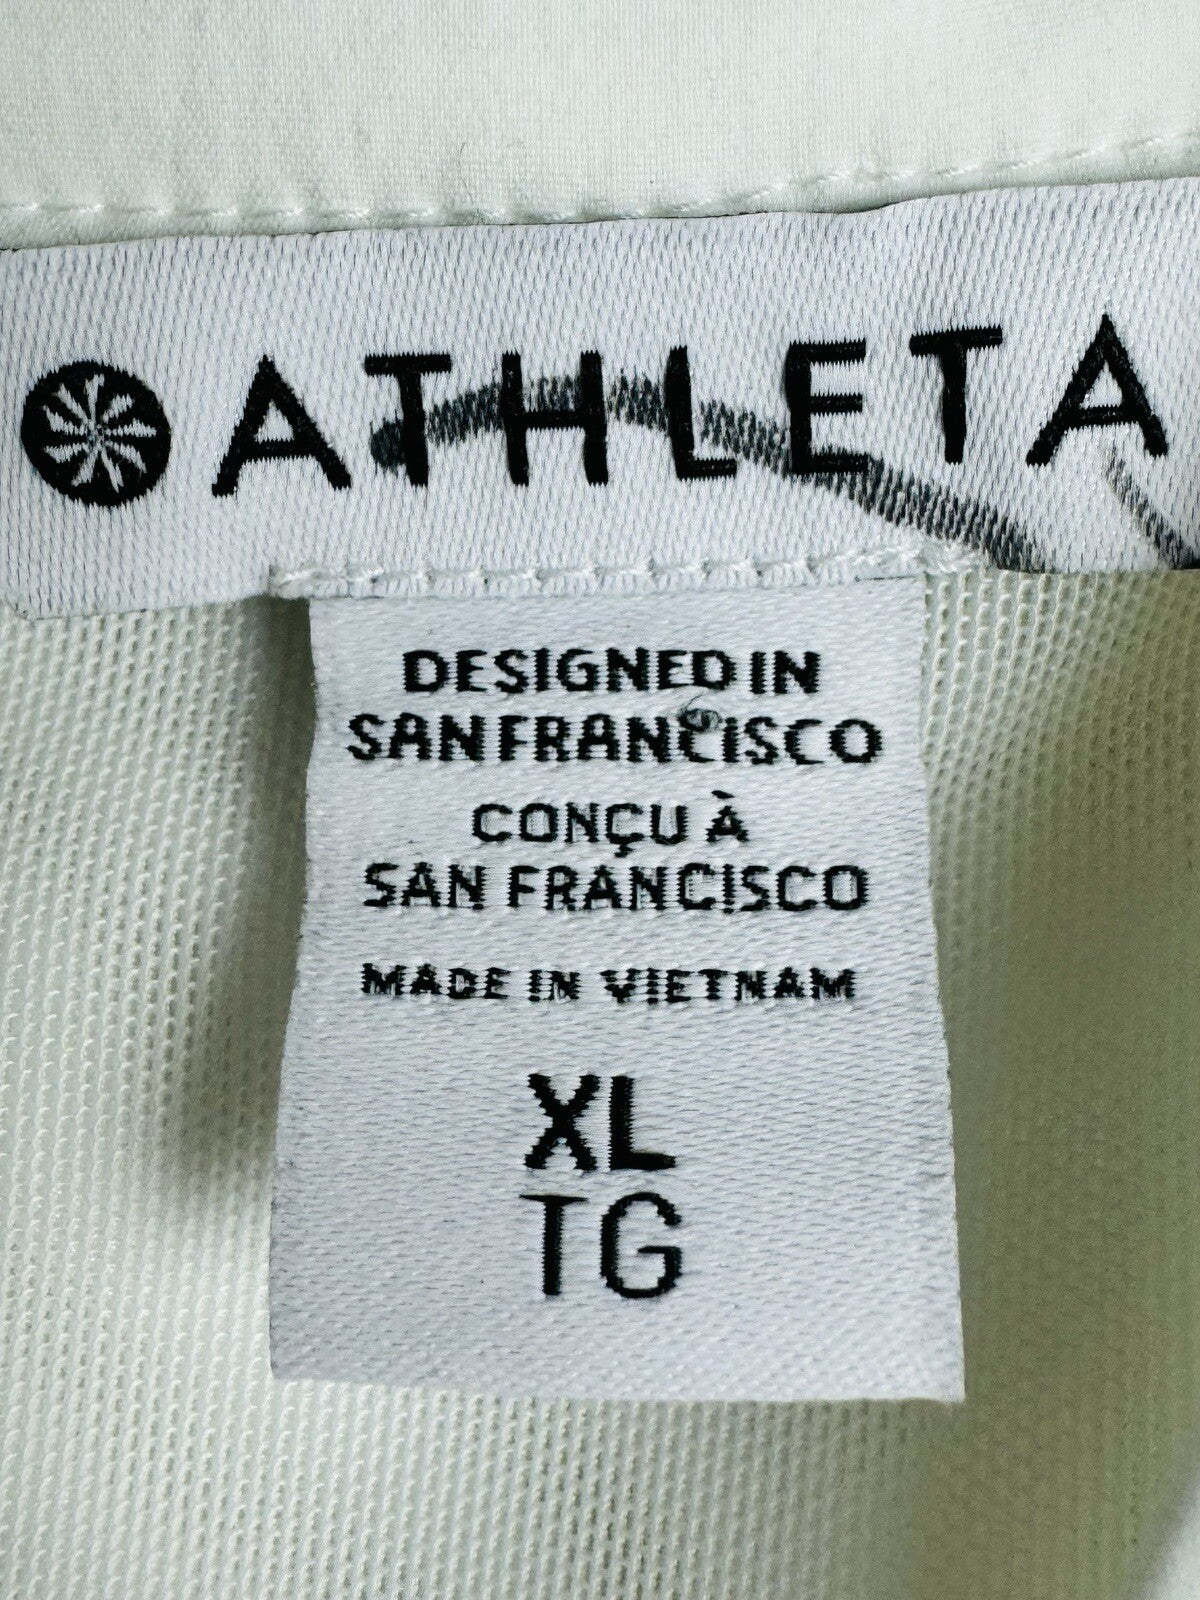 ATHLETA
DESIGNED IN
SAN FRANCISCO
CONÇU À
SAN FRANCISCO
MADE IN VIETNAM
XL
TG